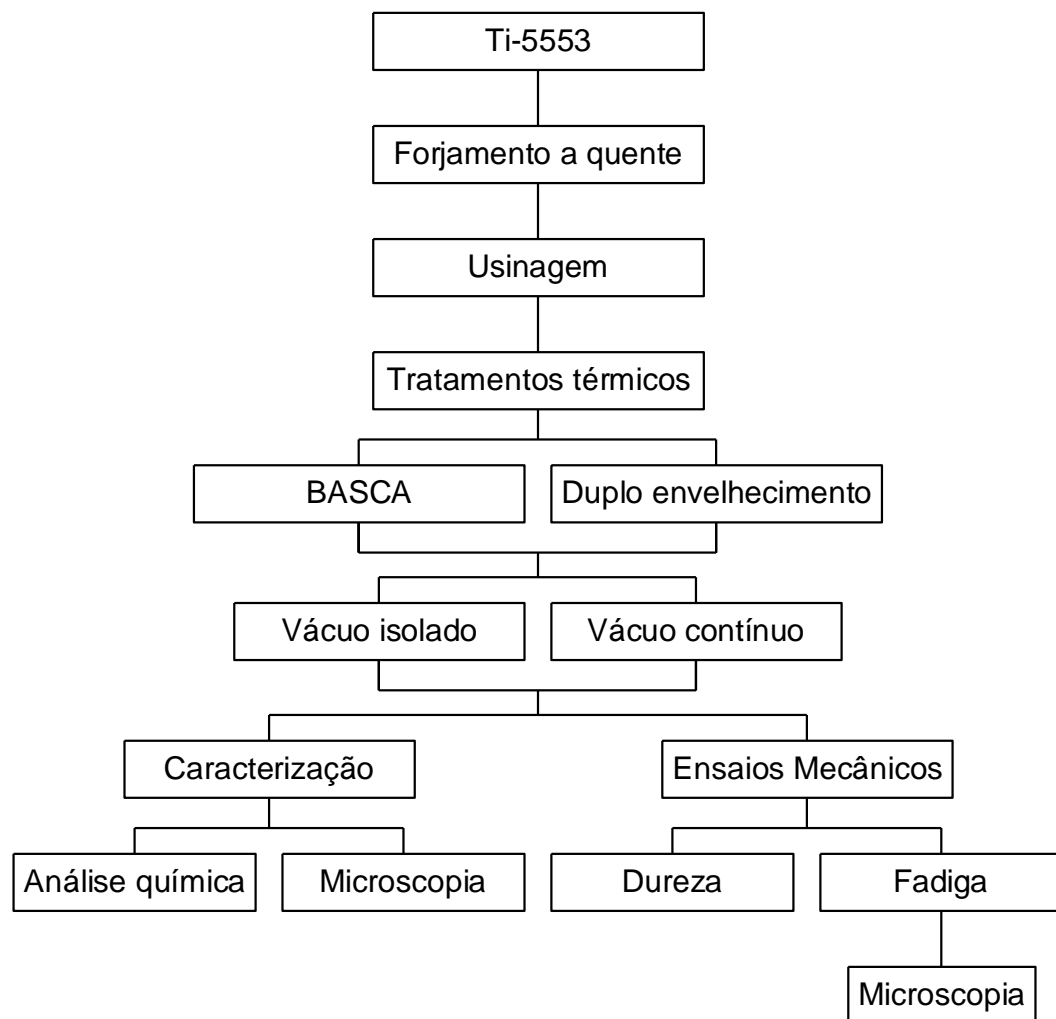 Ti-5553
Forjamento a quente
Usinagem
Tratamentos térmicos
BASCA
Duplo envelhecimento
Vácuo isolado
Vácuo contínuo
Caracterização
Ensaios Mecânicos
Análise química
Microscopia
Dureza
Fadiga
Microscopia